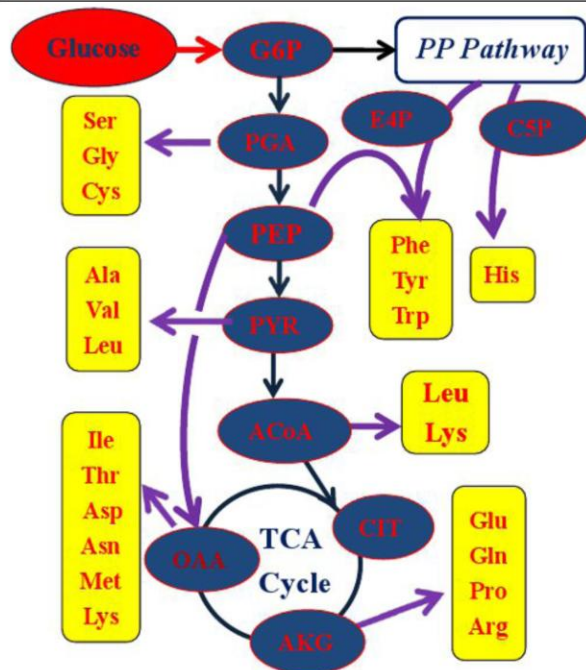 Glucose
G6P
PP Pathway
E4P
C5P
Ser
Gly
Cys
PGA
PEP
Phe
Tyr
Trp
His
Ala
Val
Leu
PYR
ACoA
Leu
Lys
Ile
Thr
Asp
Asn
Met
Lys
OAA
TCA
Cycle
CIT
AKG
Glu
Gln
Pro
Arg